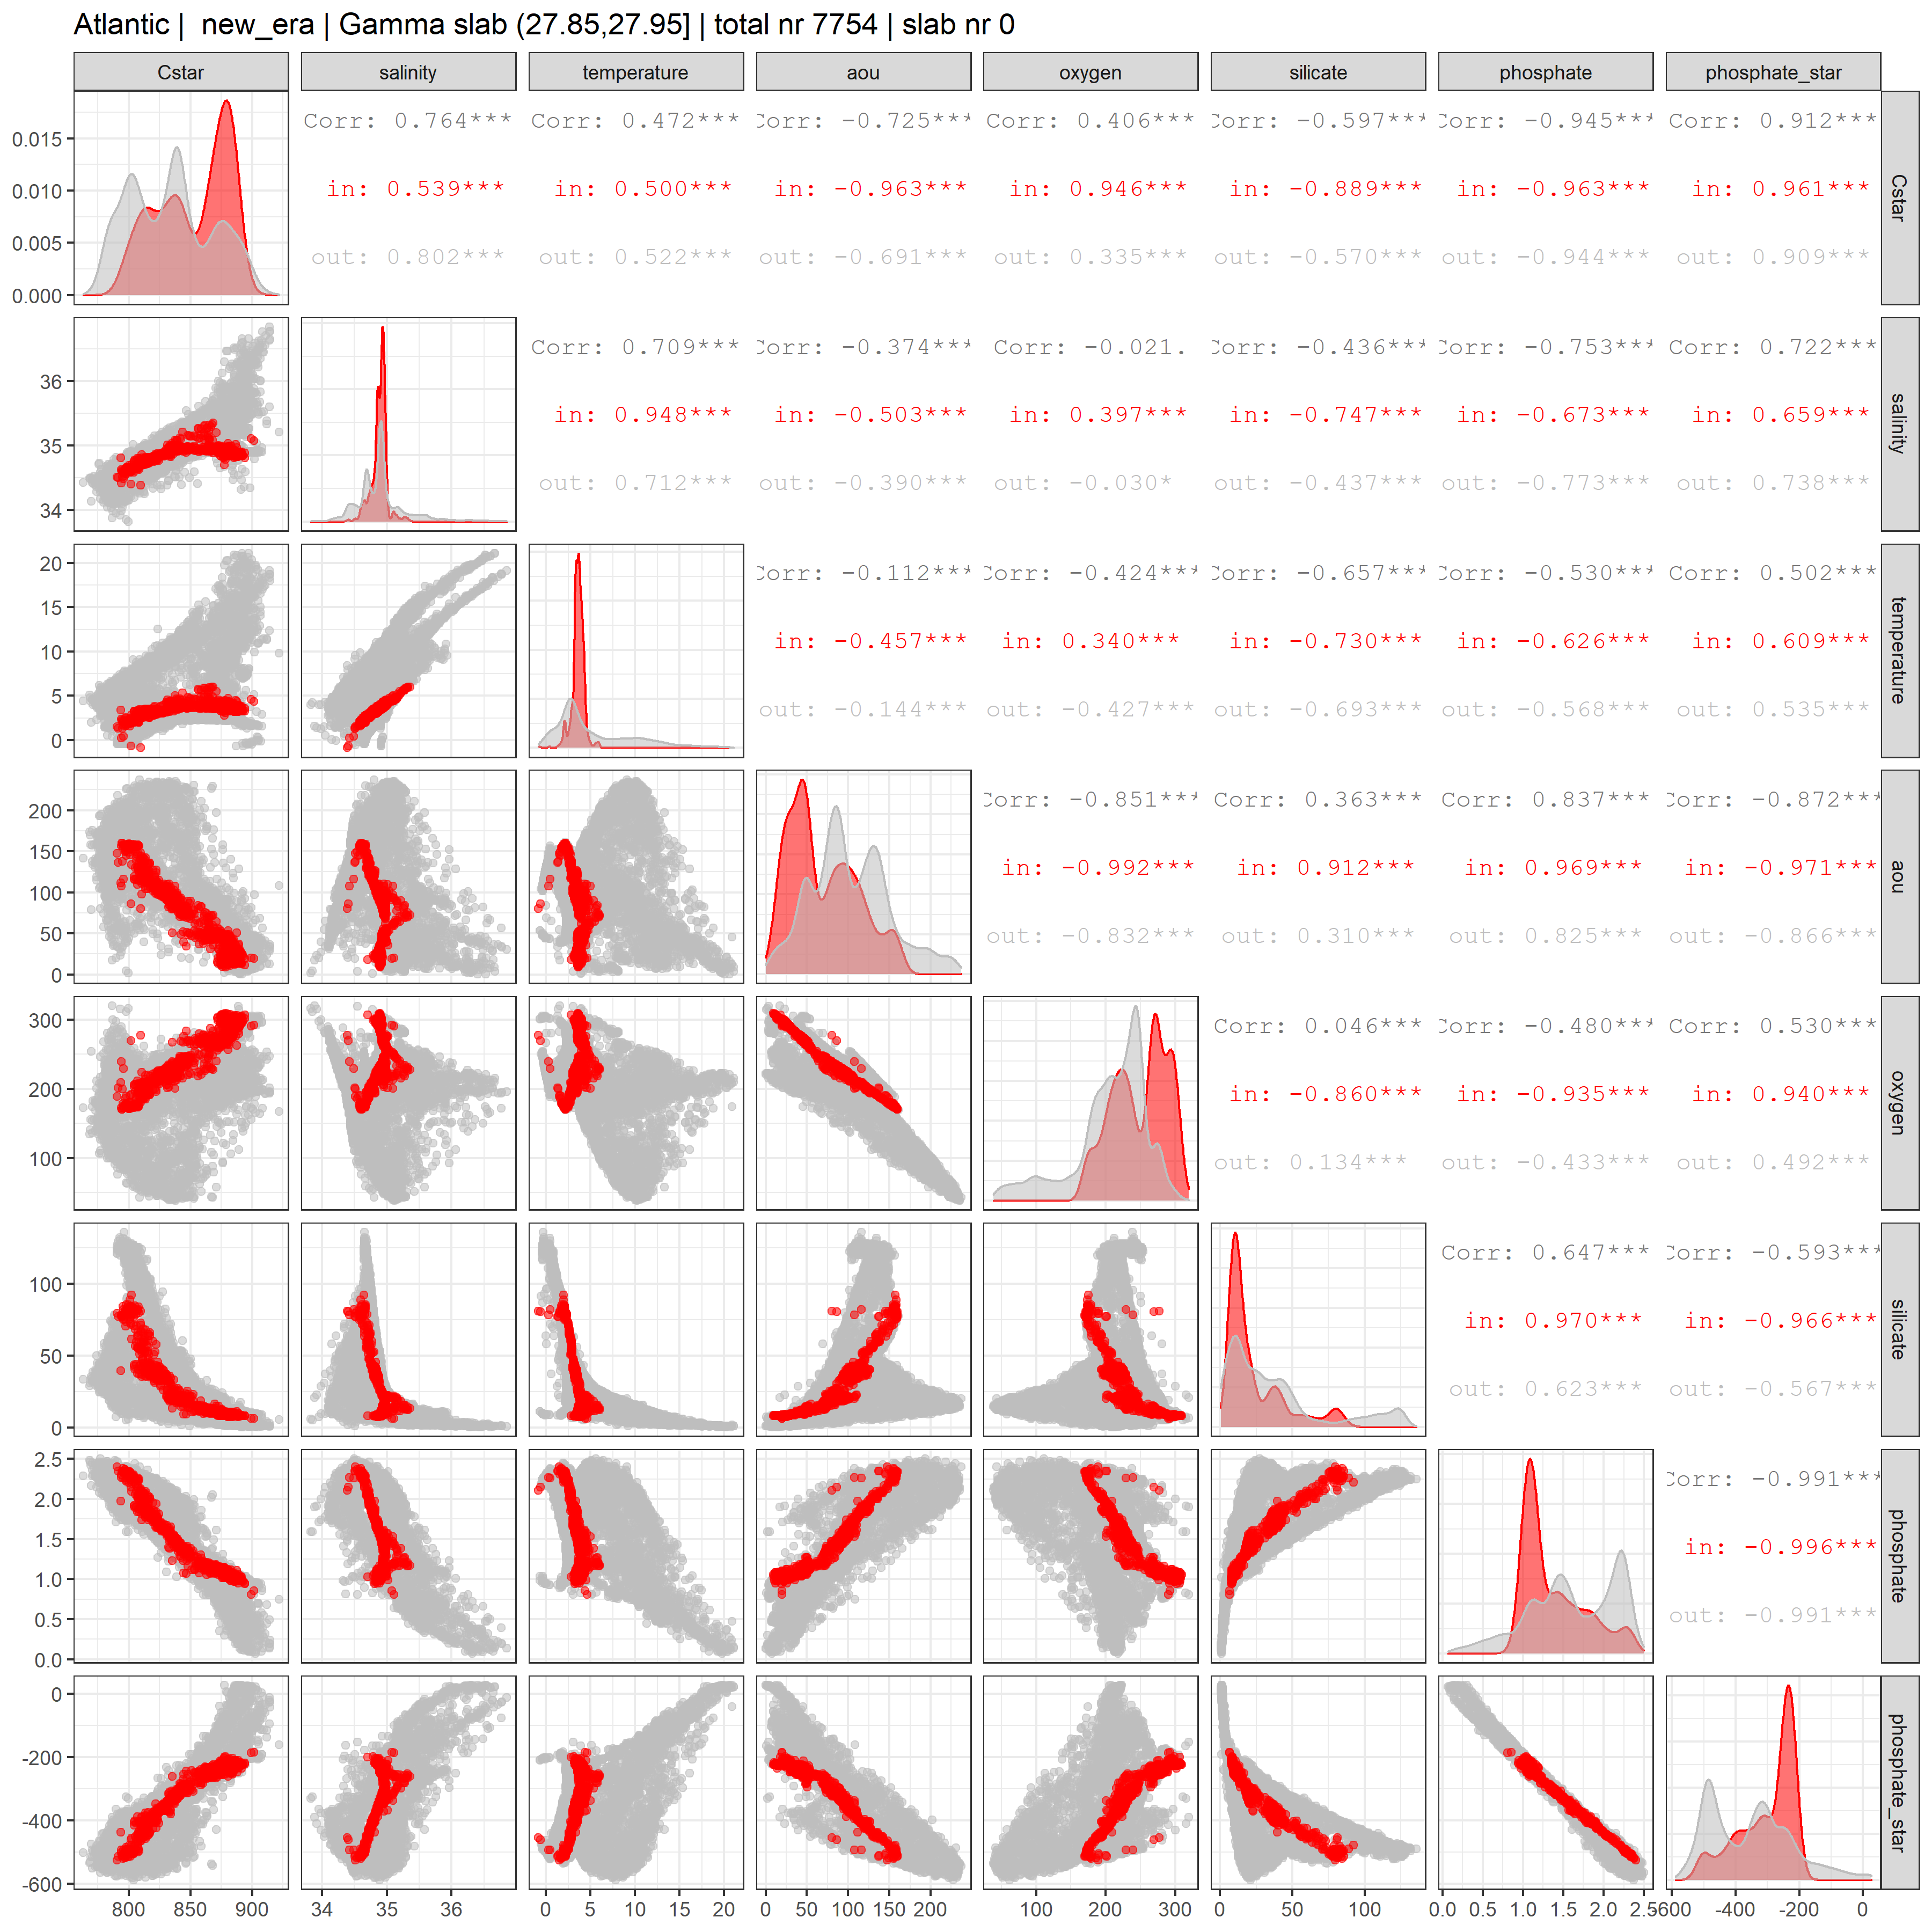 Atlantic |  new_era | Gamma slab (27.85,27.95] | total nr 7754 | slab nr 0
Cstar salinity temperature aou oxygen silicate phosphate phosphate_star
Corr: 0.764*** Corr: 0.472*** Corr: -0.725*** Corr: 0.406*** Corr: -0.597*** Corr: -0.945*** Corr: 0.912***
in: 0.539*** in: 0.500*** in: -0.963*** in: 0.946*** in: -0.889*** in: -0.963*** in: 0.961***
out: 0.802*** out: 0.522*** out: -0.691*** out: 0.335*** out: -0.570*** out: -0.944*** out: 0.909***
0.015
0.010
0.005
0.000
Cstar
Corr: 0.709*** Corr: -0.374*** Corr: -0.021. Corr: -0.436*** Corr: -0.753*** Corr: 0.722***
in: 0.948*** in: -0.503*** in: 0.397*** in: -0.747*** in: -0.673*** in: 0.659***
out: 0.712*** out: -0.390*** out: -0.030* out: -0.437*** out: -0.773*** out: 0.738***
36
35
34
salinity
Corr: -0.112*** Corr: -0.424*** Corr: -0.657*** Corr: -0.530*** Corr: 0.502***
in: -0.457*** in: 0.340*** in: -0.730*** in: -0.626*** in: 0.609***
out: -0.144*** out: -0.427*** out: -0.693*** out: -0.568*** out: 0.535***
20
15
10
5
0
temperature
Corr: -0.851*** Corr: 0.363*** Corr: 0.837*** Corr: -0.872***
in: -0.992*** in: 0.912*** in: 0.969*** in: -0.971***
out: -0.832*** out: 0.310*** out: 0.825*** out: -0.866***
200
150
100
50
0
aou
Corr: 0.046*** Corr: -0.480*** Corr: 0.530***
in: -0.860*** in: -0.935*** in: 0.940***
out: 0.134*** out: -0.433*** out: 0.492***
300
200
100
oxygen
Corr: 0.647*** Corr: -0.593***
in: 0.970*** in: -0.966***
out: 0.623*** out: -0.567***
100
50
0
silicate
Corr: -0.991***
in: -0.996***
out: -0.991***
2.5
2.0
1.5
1.0
0.5
0.0
phosphate
0
-200
-400
-600
phosphate_star
800 850 900 34 35 36 0 5 10 15 20 0 50 100 150 200 100 200 300 0 50 100 0.0 0.5 1.0 1.5 2.0 2.5 -600 -400 -200 0